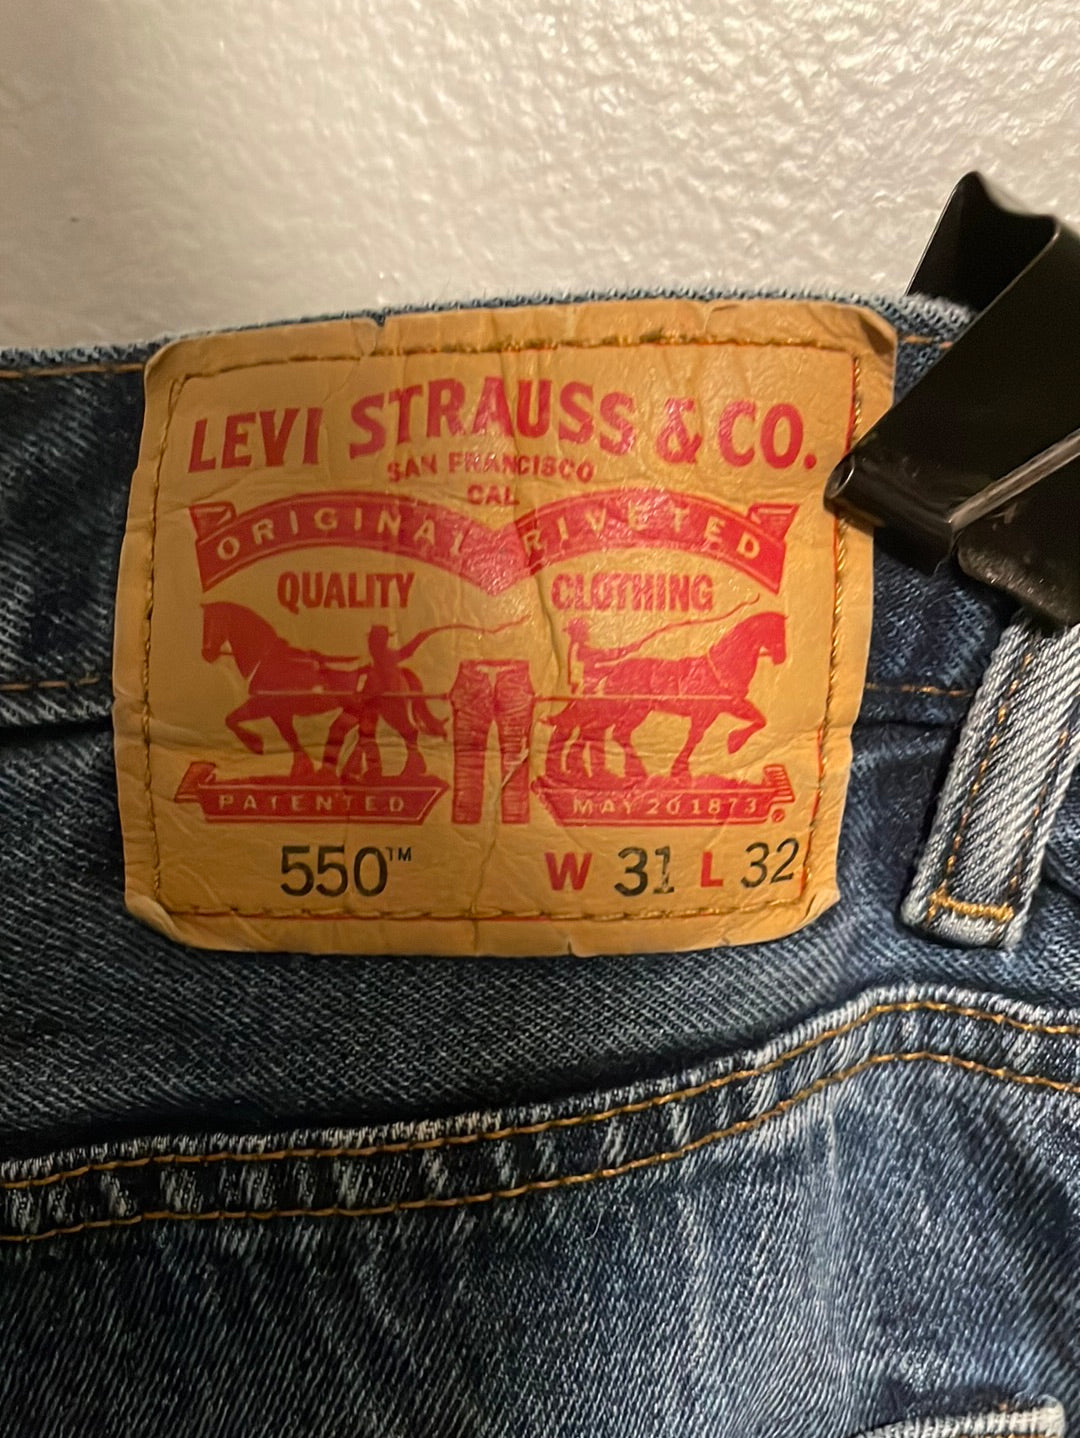 LEVI STRAUSS & CO.
SAN FRANCISCO
CAL
ORIGINAL RIVETED
QUALITY CLOTHING
PATENTED MAY 20 1873 ®
550™ W 31 L 32